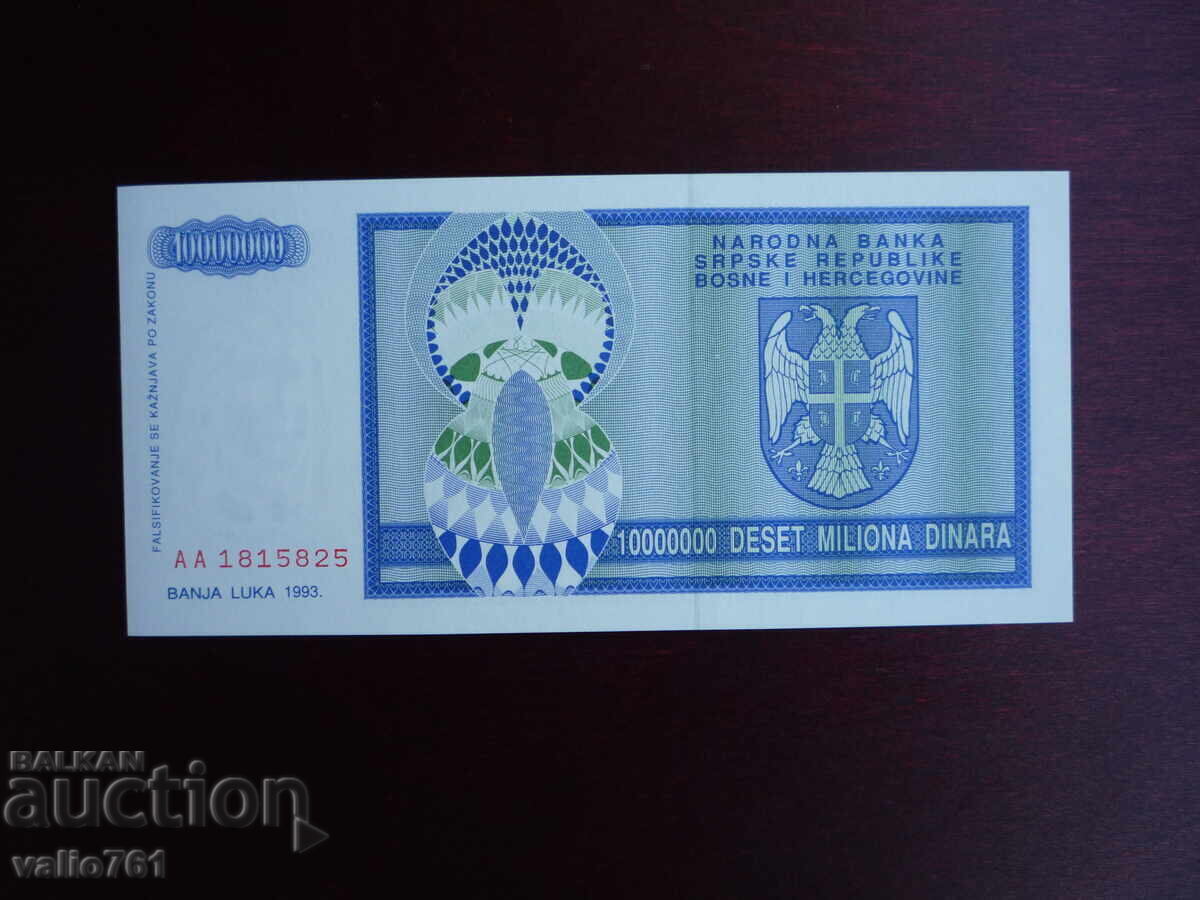 10000000
NARODNA BANKA
SRPSKE REPUBLIKE
BOSNE I HERCEGOVINE
FALSIFIKOVANJE SE KAŽNJAVA PO ZAKONU
10000000 DESET MILIONA DINARA
AA 1815825
BANJA LUKA 1993.
BALKAN
auction
valio761